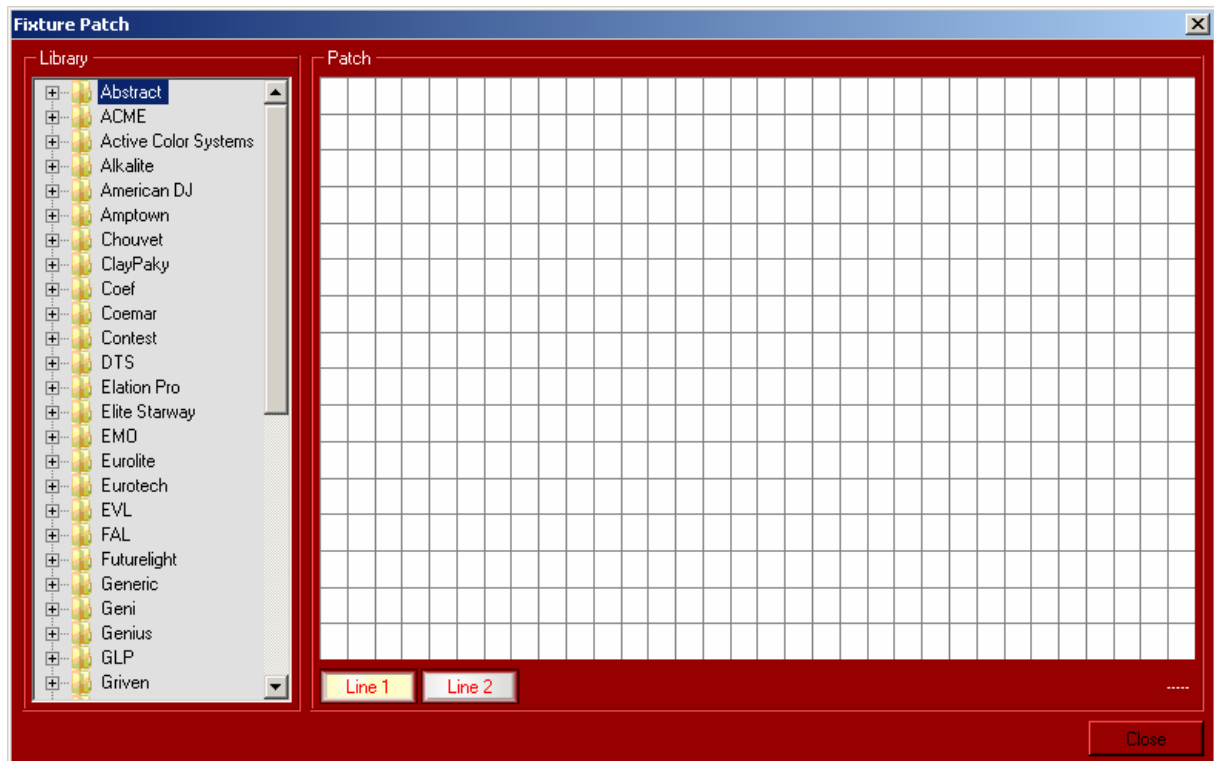 Fixture Patch
Library
Abstract
ACME
Active Color Systems
Alkalite
American DJ
Amptown
Chouvet
ClayPaky
Coef
Coemar
Contest
DTS
Elation Pro
Elite Starway
EMO
Eurolite
Eurotech
EVL
FAL
Futurelight
Generic
Geni
Genius
GLP
Griven
Patch
Line 1 Line 2 -----
Close